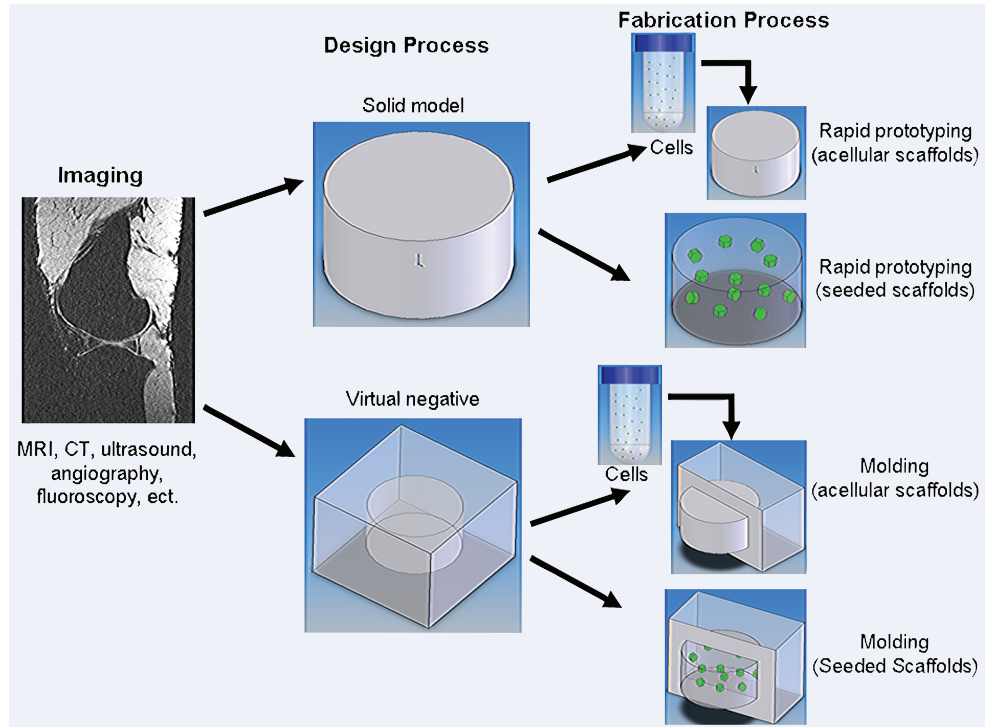 Imaging
MRI, CT, ultrasound,
angiography,
fluoroscopy, ect.
Design Process
Solid model
Virtual negative
Fabrication Process
Cells
Rapid prototyping
(acellular scaffolds)
Rapid prototyping
(seeded scaffolds)
Cells
Molding
(acellular scaffolds)
Molding
(Seeded Scaffolds)